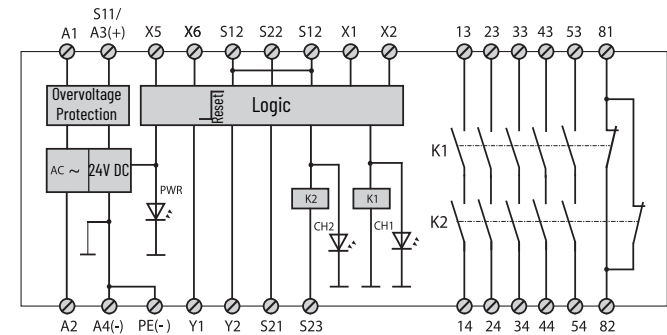 S11/
A1 A3(+) X5 X6 S12 S22 S12 X1 X2 13 23 33 43 53 81
Overvoltage
Protection
Reset
Logic
AC ~ 24V DC
K1
PWR
K2 K1
CH2 CH1
K2
A2 A4(-) PE(-) Y1 Y2 S21 S23 14 24 34 44 54 82